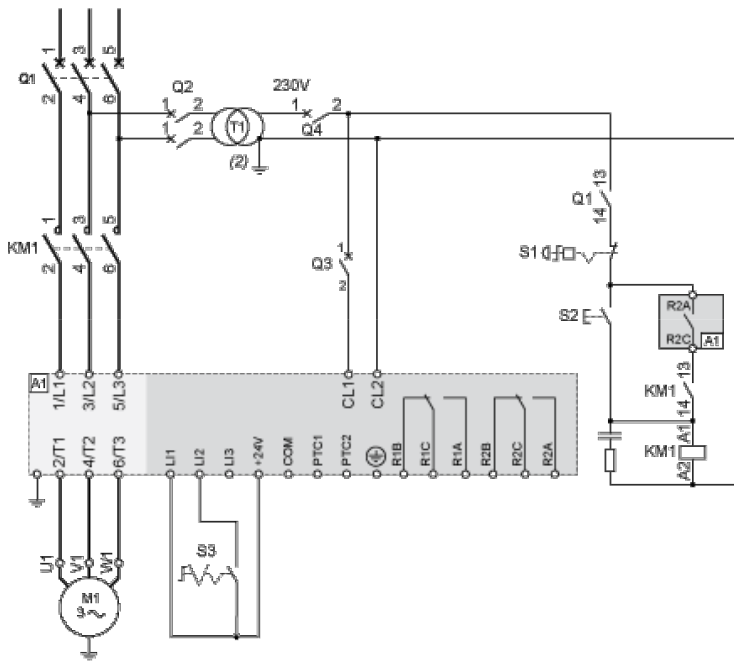 1 3 5
Q1
2 4 6
Q2
1 2
1 2
T1
(2)
230V
1 2
Q4
Q1
13
14
1 3 5
KM1
2 4 6
1
Q3
2
S1
S2
R2A
R2C
A1
13
KM1
14
A1
KM1
A2
A1
1/L1 3/L2 5/L3
CL1 CL2
2/T1 4/T2 6/T3
LI1 LI2 LI3 +24V COM PTC1 PTC2 R1B R1C R1A R2B R2C R2A
S3
U1 V1 W1
M1
3